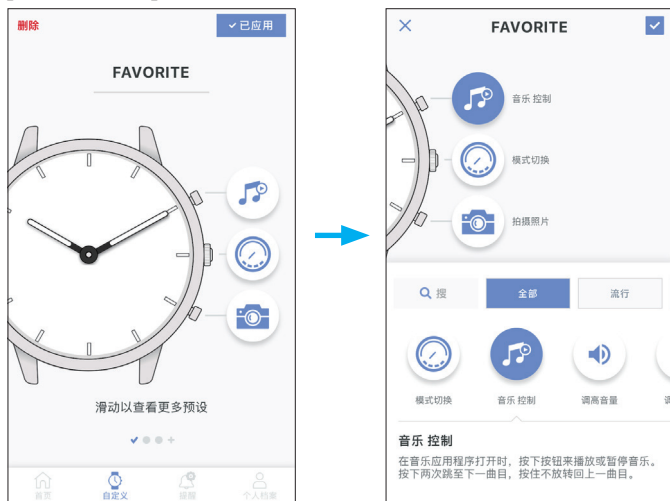 删除
✓已应用
FAVORITE
滑动以查看更多预设
首页
自定义
提醒
个人档案
FAVORITE
音乐 控制
模式切换
拍摄照片
搜
全部
流行
模式切换
音乐 控制
调高音量
调
音乐 控制
在音乐应用程序打开时，按下按钮来播放或暂停音乐。
按下两次跳至下一曲目，按住不放转回上一曲目。